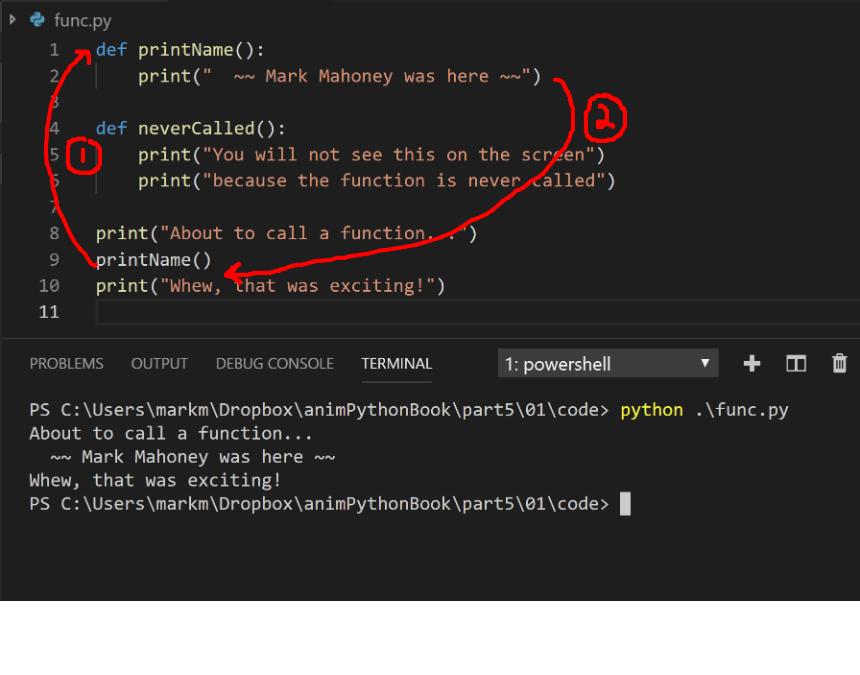 func.py
1 def printName():
2     print("  ~~ Mark Mahoney was here ~~")
3
4 def neverCalled():
5     print("You will not see this on the screen")
6     print("because the function is never called")
7
8 print("About to call a function...")
9 printName()
10 print("Whew, that was exciting!")
11
1
2
PROBLEMS OUTPUT DEBUG CONSOLE TERMINAL 1: powershell
PS C:\Users\markm\Dropbox\animPythonBook\part5\01\code> python .\func.py
About to call a function...
  ~~ Mark Mahoney was here ~~
Whew, that was exciting!
PS C:\Users\markm\Dropbox\animPythonBook\part5\01\code>